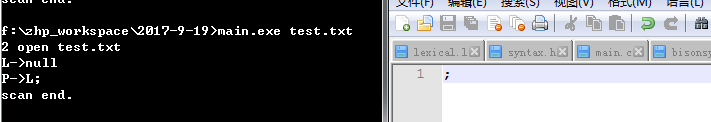 scan end.
f:\zhp_workspace\2017-9-19>main.exe test.txt
2 open test.txt
L->null
P->L;
scan end.
文件(F) 编辑(E) 搜索(S) 视图(V) 格式(M) 语言(L)
lexical.l
syntax.h
main.c
bisonsy
1
;